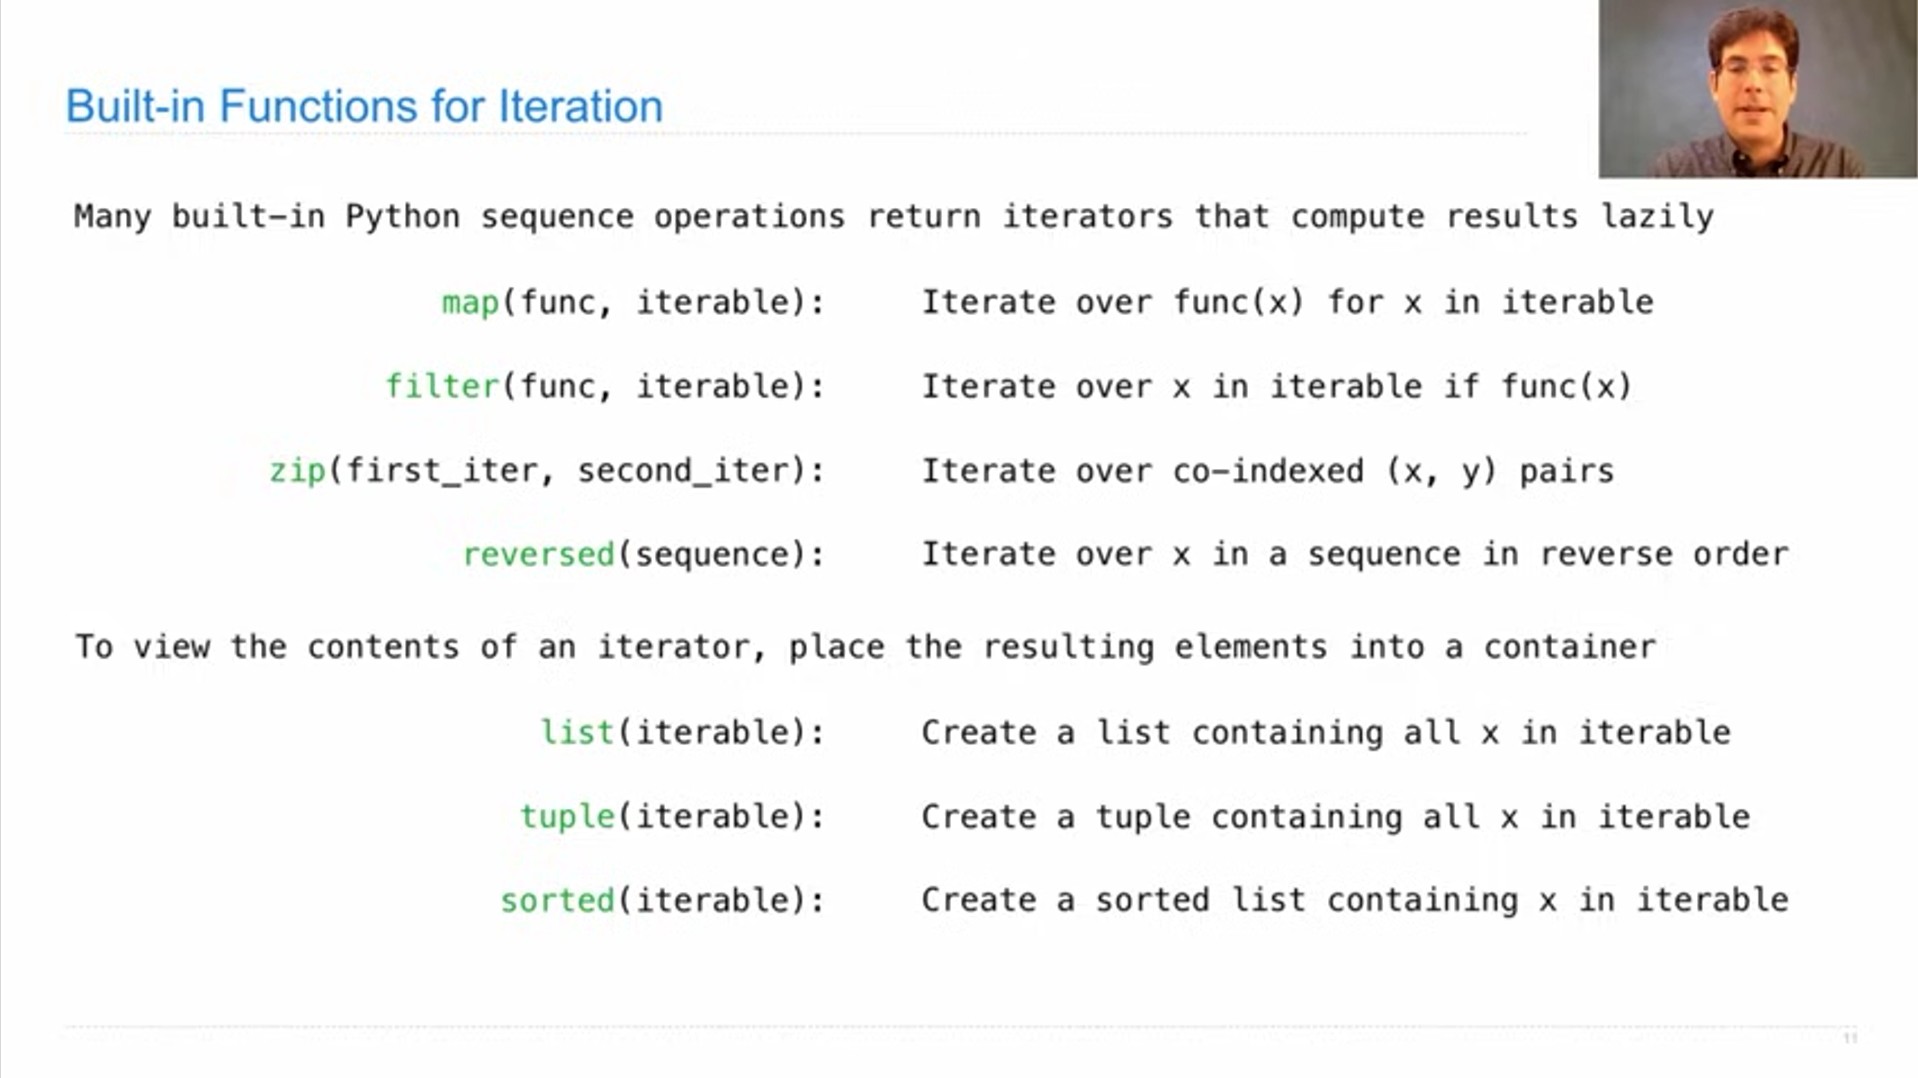 Built-in Functions for Iteration
Many built-in Python sequence operations return iterators that compute results lazily
map(func, iterable): Iterate over func(x) for x in iterable
filter(func, iterable): Iterate over x in iterable if func(x)
zip(first_iter, second_iter): Iterate over co-indexed (x, y) pairs
reversed(sequence): Iterate over x in a sequence in reverse order
To view the contents of an iterator, place the resulting elements into a container
list(iterable): Create a list containing all x in iterable
tuple(iterable): Create a tuple containing all x in iterable
sorted(iterable): Create a sorted list containing x in iterable
11